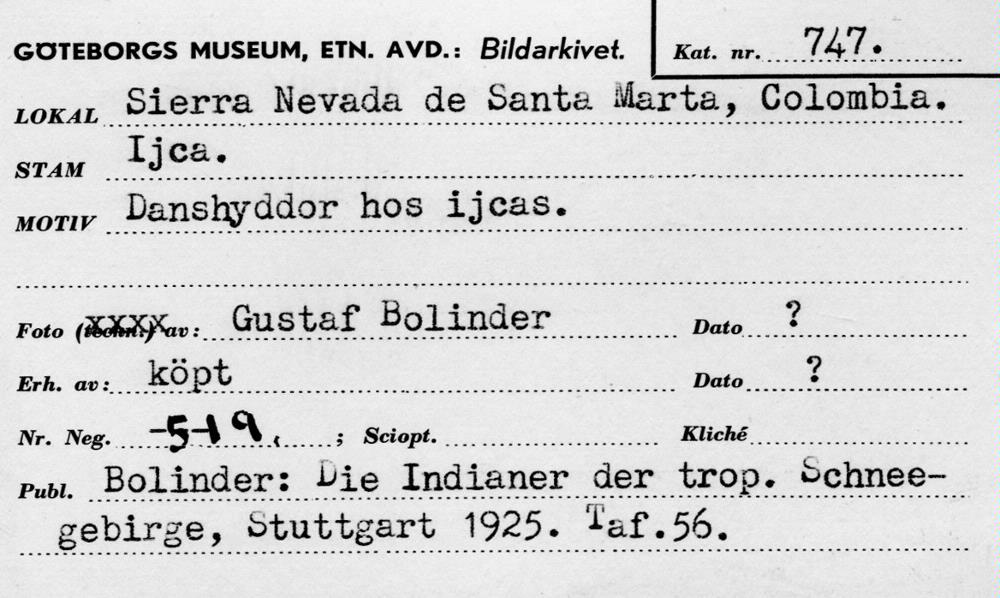 GÖTEBORGS MUSEUM, ETN. AVD.: Bildarkivet. Kat. nr. 747.
LOKAL Sierra Nevada de Santa Marta, Colombia.
STAM Ijca.
MOTIV Danshyddor hos ijcas.
Foto (XXXX av: Gustaf Bolinder Dato ?
Erh. av: köpt Dato ?
Nr. Neg. ; Sciopt. Kliché
Publ. Bolinder: Die Indianer der trop. Schnee-
gebirge, Stuttgart 1925. Taf.56.